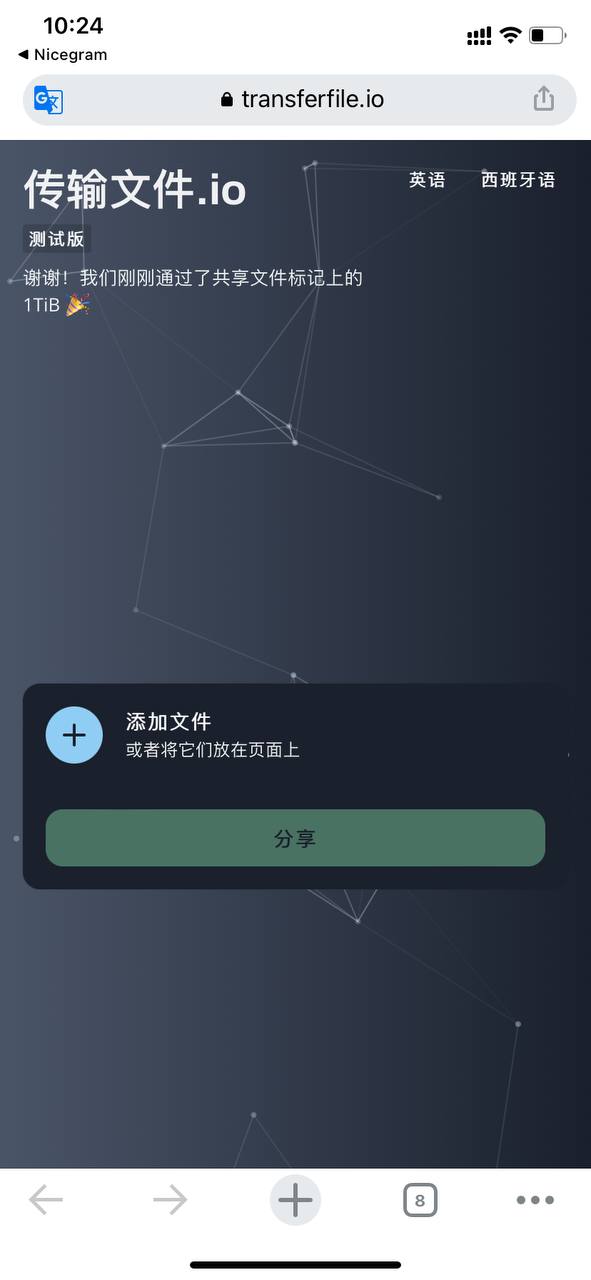 10:24
◀ Nicegram
transferfile.io
传输文件.io
英语 西班牙语
测试版
谢谢！我们刚刚通过了共享文件标记上的
1TiB 🎉
添加文件
或者将它们放在页面上
分享
8